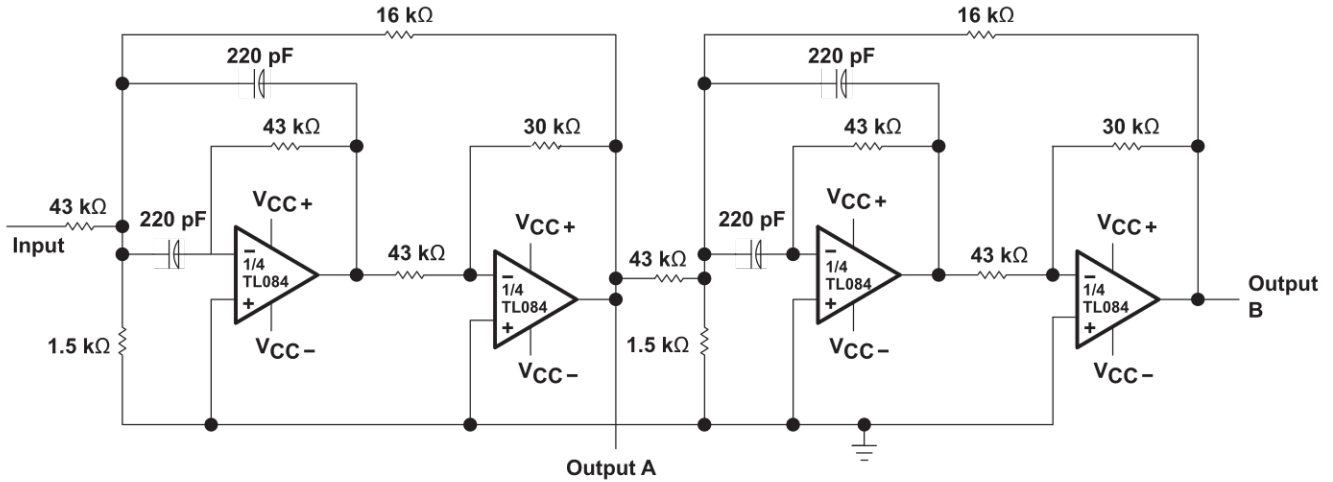 16 kΩ
16 kΩ
220 pF
220 pF
43 kΩ
30 kΩ
43 kΩ
30 kΩ
43 kΩ
Input
220 pF
VCC+
−
1/4
TL084
+
VCC−
1.5 kΩ
43 kΩ
VCC+
−
1/4
TL084
+
VCC−
43 kΩ
220 pF
VCC+
−
1/4
TL084
+
VCC−
1.5 kΩ
43 kΩ
VCC+
−
1/4
TL084
+
VCC−
Output
B
Output A